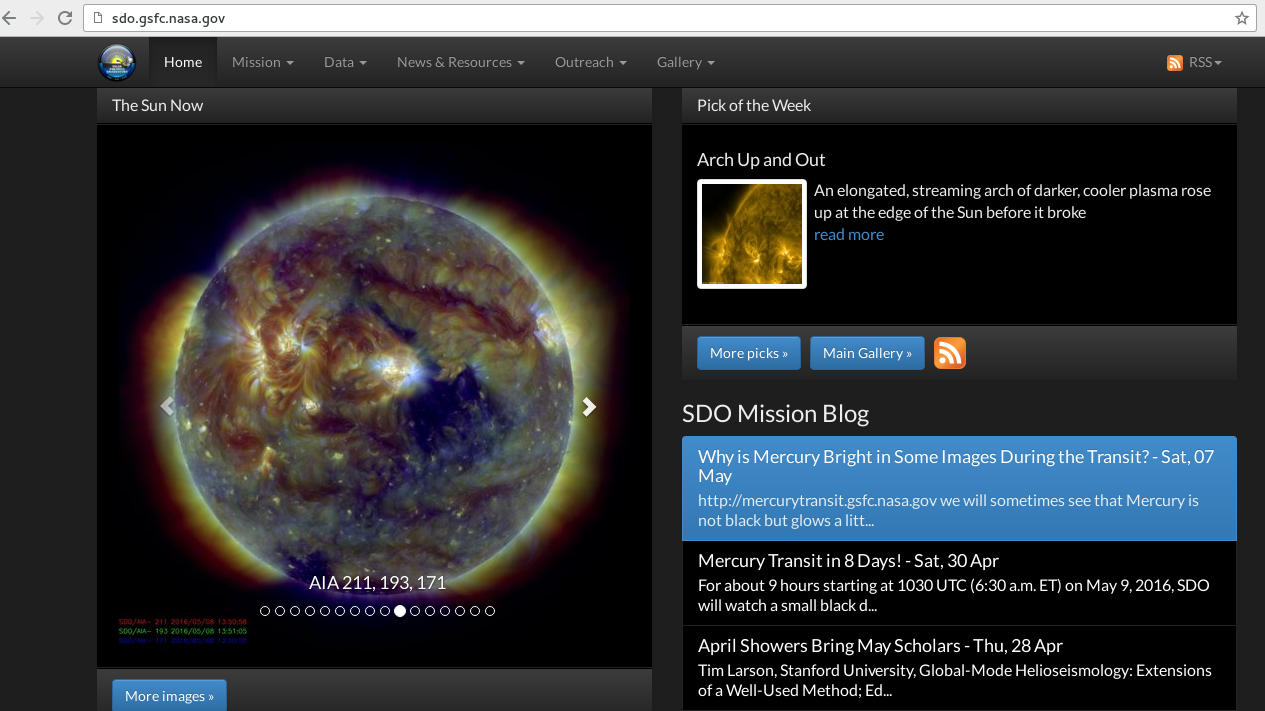 sdo.gsfc.nasa.gov
Home Mission Data News & Resources Outreach Gallery RSS
The Sun Now
AIA 211, 193, 171
SDO/AIA- 211 2016/05/08 13:50:58
SDO/AIA- 193 2016/05/08 13:51:05
More images »
Pick of the Week
Arch Up and Out
An elongated, streaming arch of darker, cooler plasma rose
up at the edge of the Sun before it broke
read more
More picks » Main Gallery »
SDO Mission Blog
Why is Mercury Bright in Some Images During the Transit? - Sat, 07
May
http://mercurytransit.gsfc.nasa.gov we will sometimes see that Mercury is
not black but glows a litt...
Mercury Transit in 8 Days! - Sat, 30 Apr
For about 9 hours starting at 1030 UTC (6:30 a.m. ET) on May 9, 2016, SDO
will watch a small black d...
April Showers Bring May Scholars - Thu, 28 Apr
Tim Larson, Stanford University, Global-Mode Helioseismology: Extensions
of a Well-Used Method; Ed...